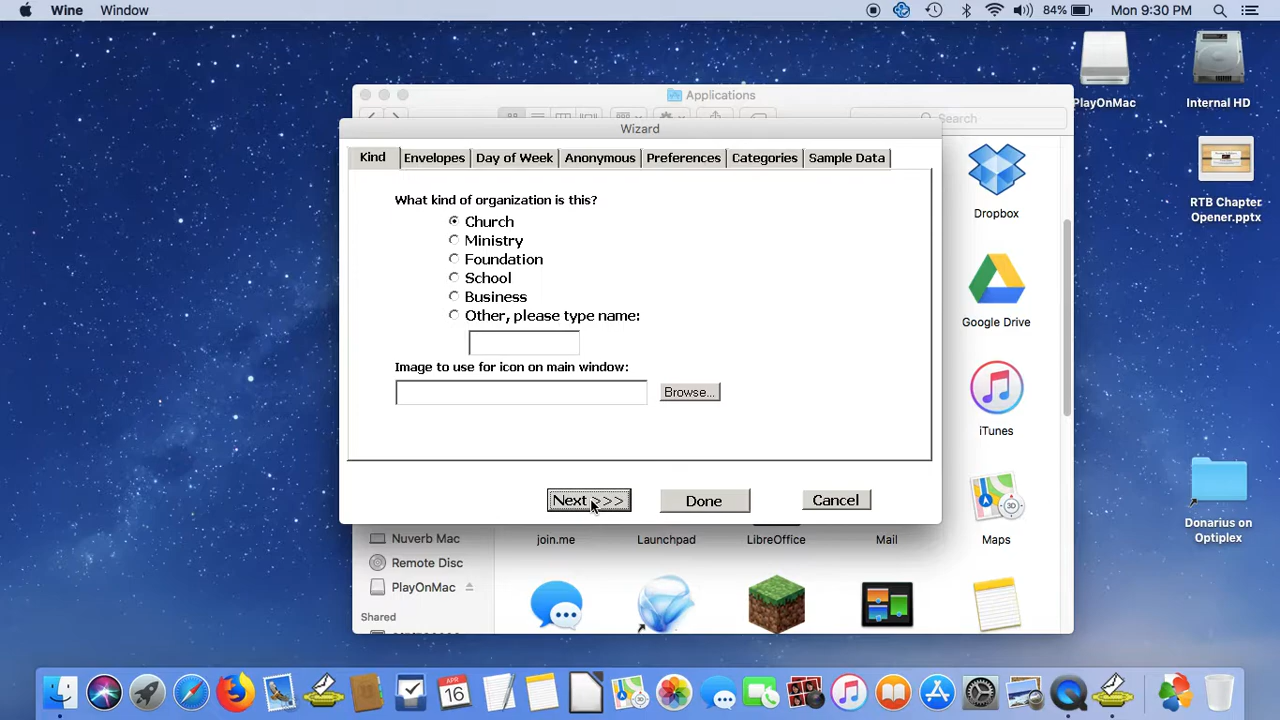 Wine Window 84% Mon 9:30 PM
PlayOnMac
Internal HD
Applications
Search
Wizard
Kind Envelopes Day of Week Anonymous Preferences Categories Sample Data
What kind of organization is this?
Church
Ministry
Foundation
School
Business
Other, please type name:
Image to use for icon on main window:
Browse...
Next >>> Done Cancel
Dropbox
Google Drive
iTunes
RTB Chapter
Opener.pptx
Donarius on
Optiplex
Nuverb Mac
Remote Disc
PlayOnMac
Shared
join.me Launchpad LibreOffice Mail Maps
3D
APR
16